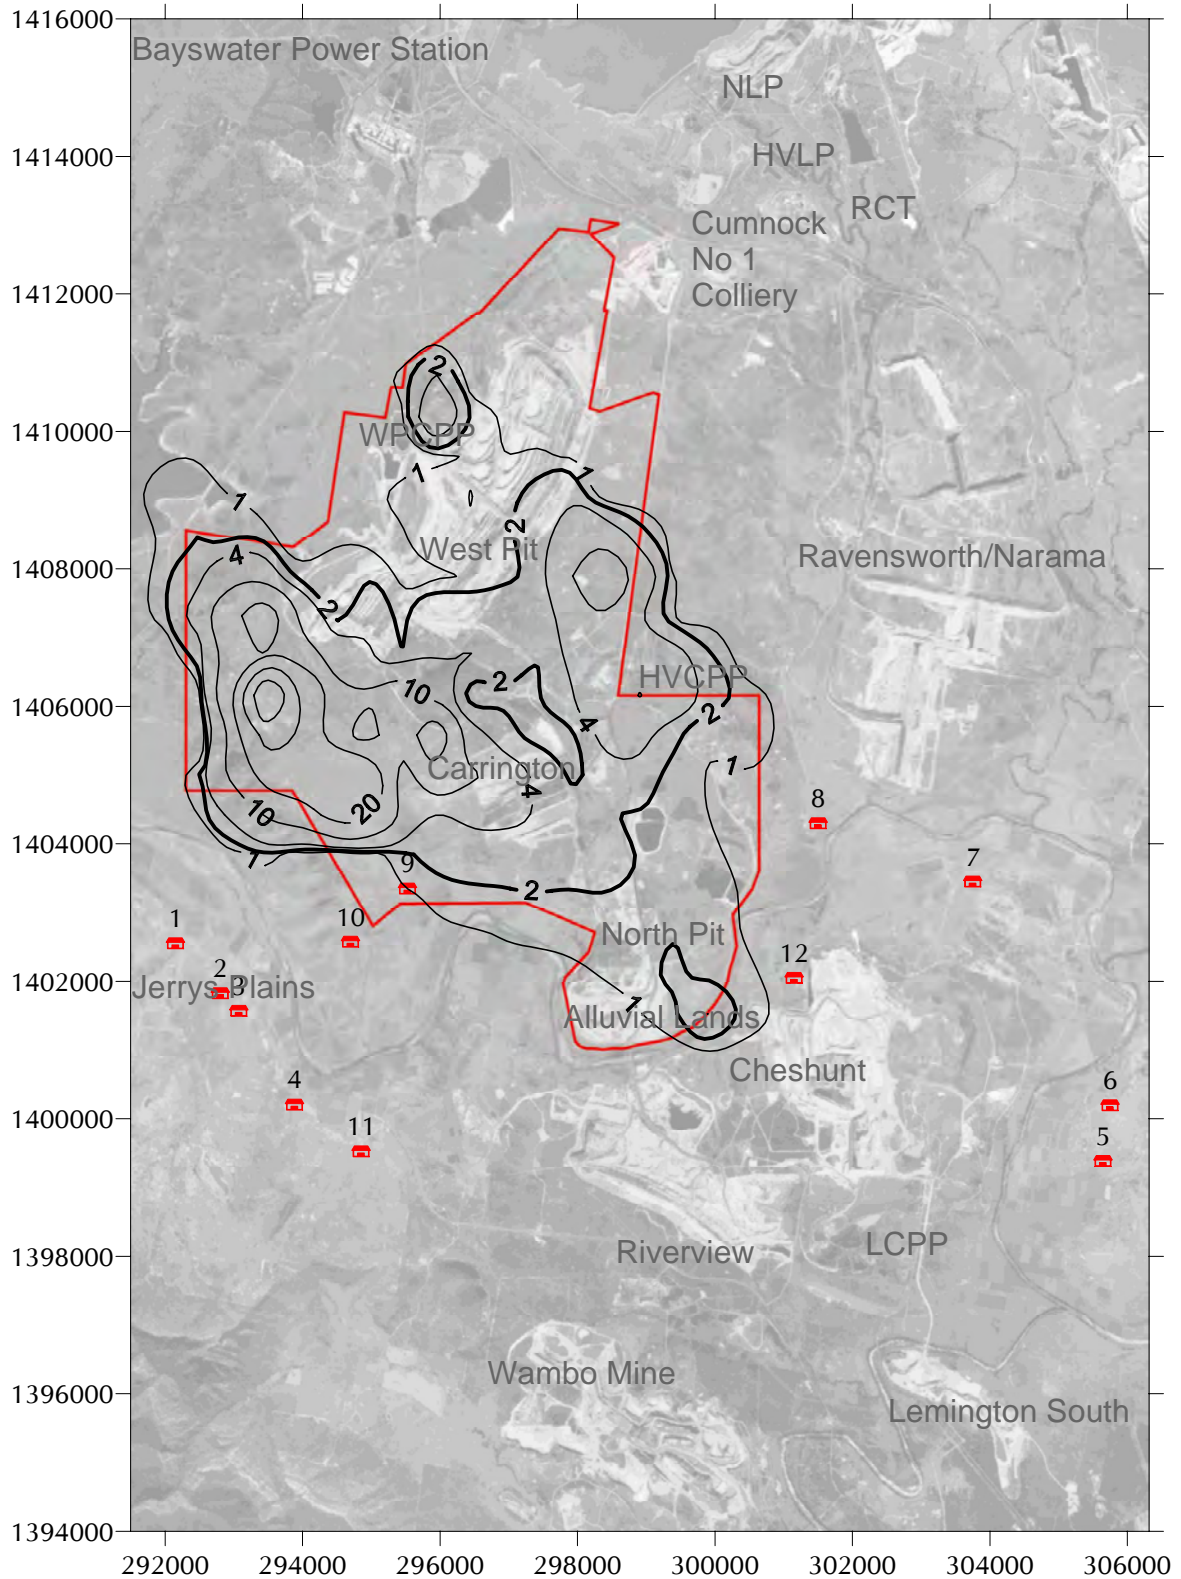 1416000
Bayswater Power Station
NLP
1414000
HVLP
RCT
Cumnock
No 1
Colliery
1412000
2
1410000
WPCPP
1
1
1
2
1408000
4
West Pit
Ravensworth/Narama
2
HVCPP
2
10
1406000
2
4
1
Carrington
4
8
10
20
1404000
1
9
7
2
1
10
North Pit
12
1402000
2
Jerrys Plains
3
1
Alluvial Lands
Cheshunt
1400000
4
6
11
5
1398000
Riverview
LCPP
1396000
Wambo Mine
Lemington South
1394000
292000 294000 296000 298000 300000 302000 304000 306000